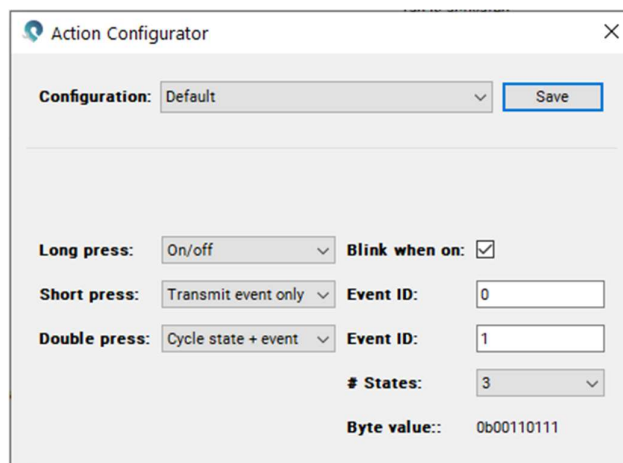 Action Configurator
Configuration: Default Save
Long press: On/off Blink when on:
Short press: Transmit event only Event ID: 0
Double press: Cycle state + event Event ID: 1
# States: 3
Byte value:: 0b00110111